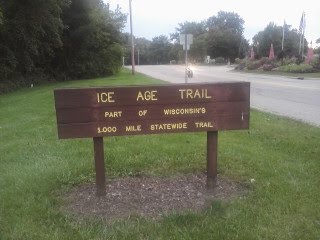 ICE AGE TRAIL
PART OF WISCONSIN'S
1,000 MILE STATEWIDE TRAIL